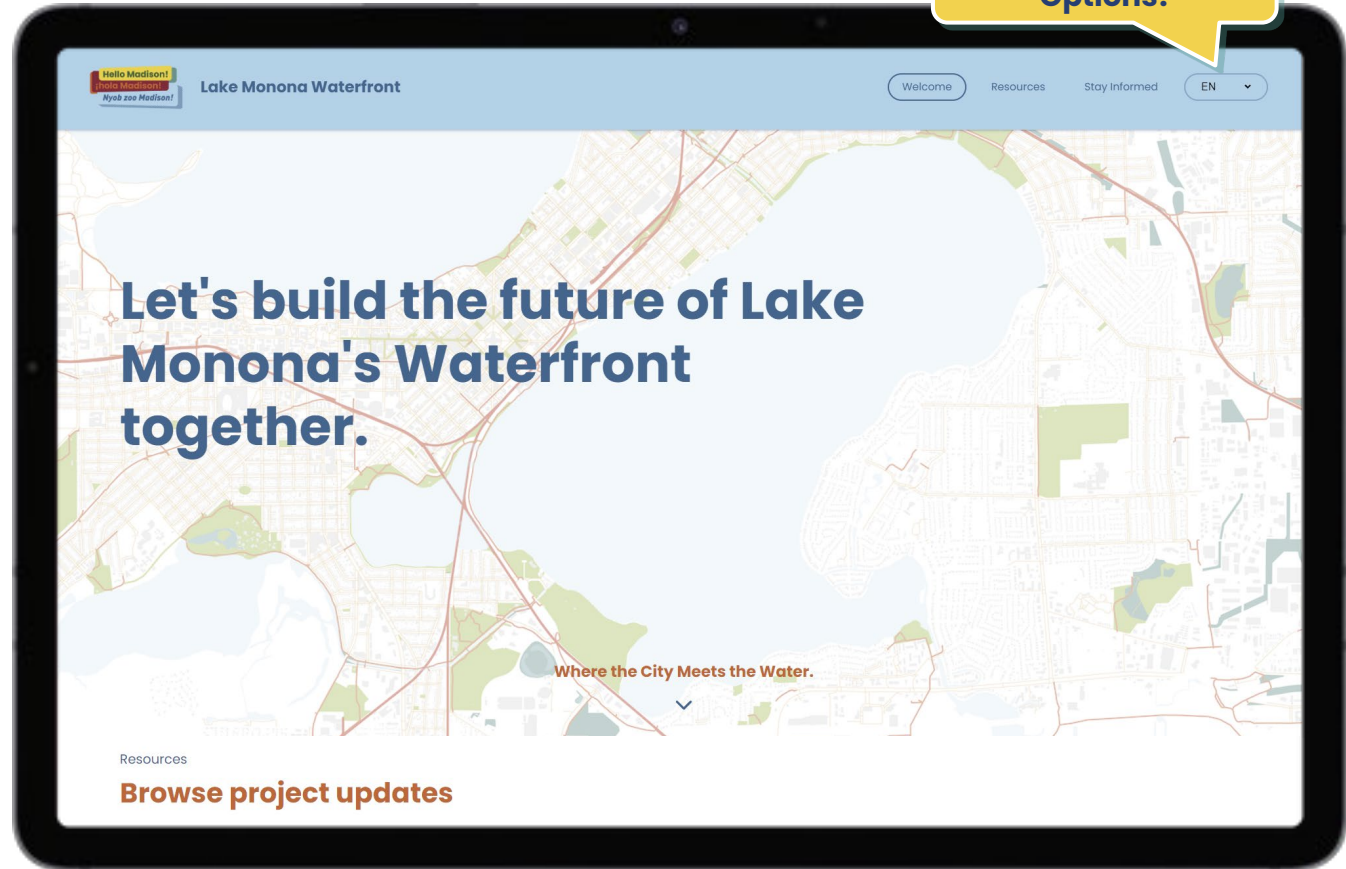 Options!
Hello Madison!
¡hola Madison!
Nyob zoo Madison!
Lake Monona Waterfront
Welcome
Resources
Stay Informed
EN
Let's build the future of Lake
Monona's Waterfront
together.
Where the City Meets the Water.
Resources
Browse project updates